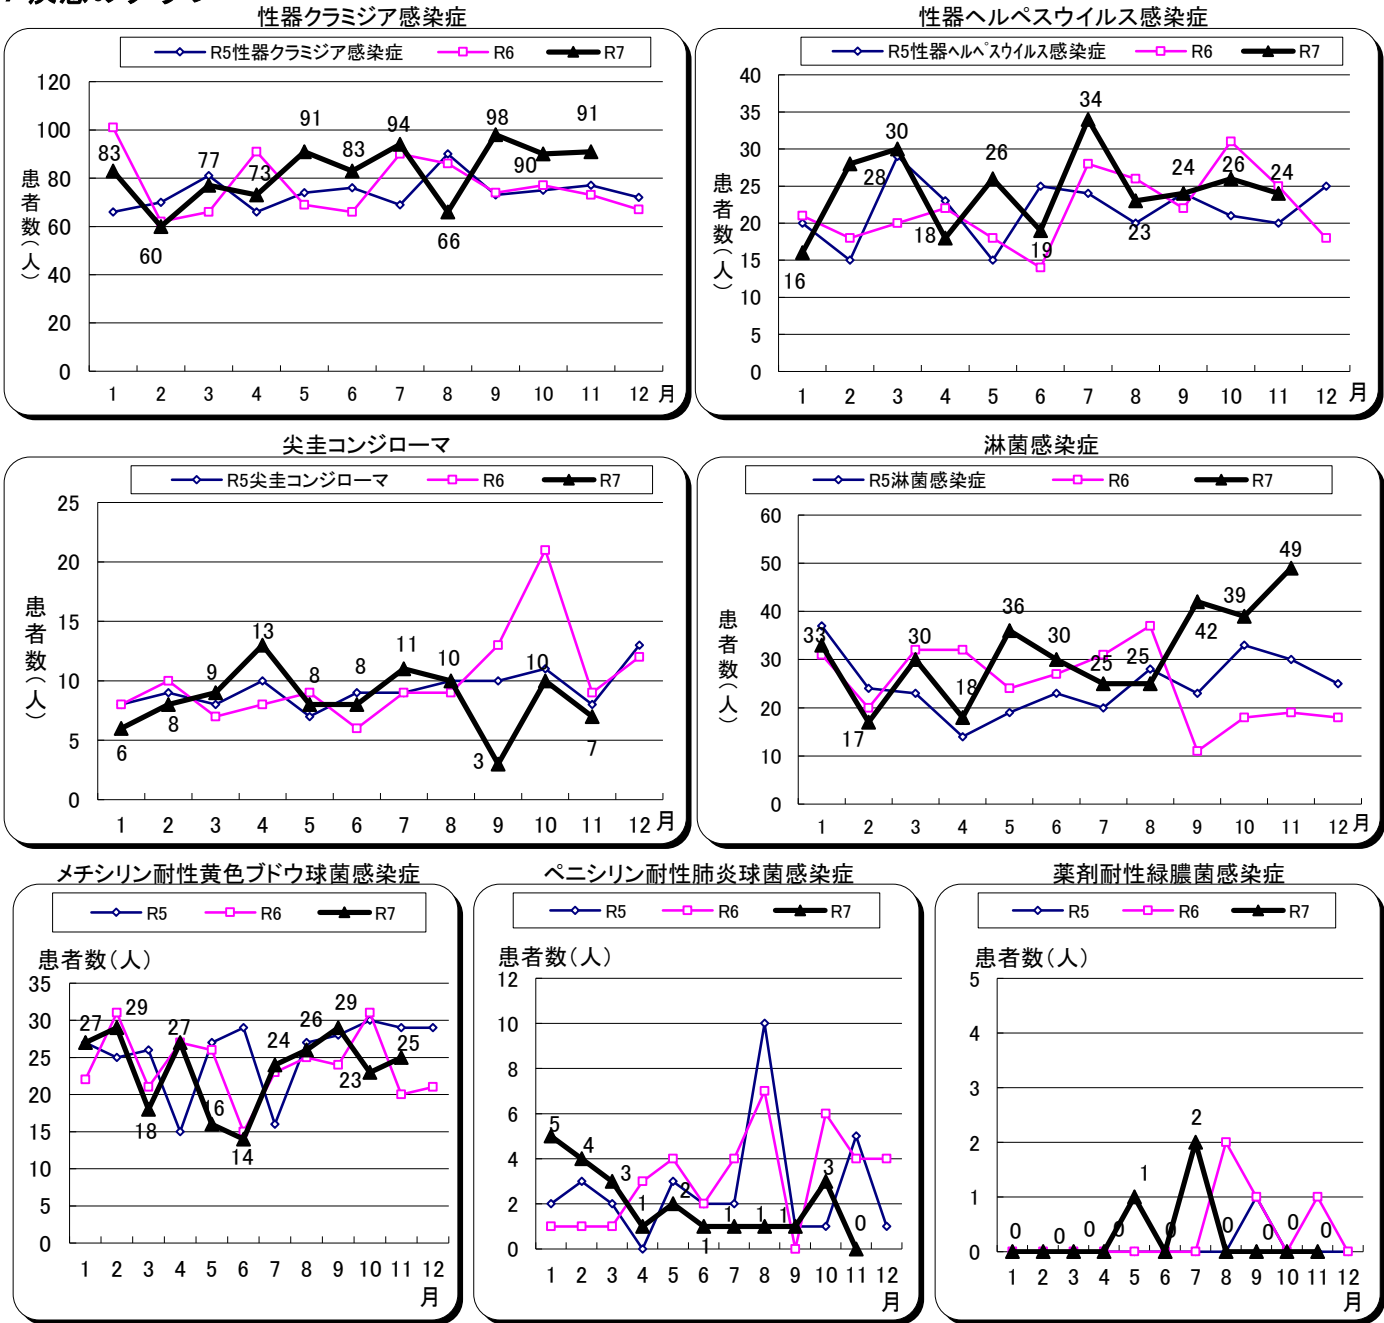 性器クラミジア感染症
R5性器クラミジア感染症 R6 R7
患者数(人)
120
100
80
60
40
20
0
83 60 77 73 91 83 94 66 98 90 91
1 2 3 4 5 6 7 8 9 10 11 12 月
性器ヘルペスウイルス感染症
R5性器ヘルペスウイルス感染症 R6 R7
患者数(人)
40
35
30
25
20
15
10
5
0
16 28 30 18 26 19 34 23 24 26 24
1 2 3 4 5 6 7 8 9 10 11 12 月
尖圭コンジローマ
R5尖圭コンジローマ R6 R7
患者数(人)
25
20
15
10
5
0
6 8 9 13 8 8 11 10 3 10 7
1 2 3 4 5 6 7 8 9 10 11 12 月
淋菌感染症
R5淋菌感染症 R6 R7
患者数(人)
60
50
40
30
20
10
0
33 17 30 18 36 30 25 25 42 39 49
1 2 3 4 5 6 7 8 9 10 11 12 月
メチシリン耐性黄色ブドウ球菌感染症
R5 R6 R7
患者数(人)
35
30
25
20
15
10
5
0
27 29 18 27 16 14 24 26 29 23 25
1 2 3 4 5 6 7 8 9 10 11 12
月
ペニシリン耐性肺炎球菌感染症
R5 R6 R7
患者数(人)
12
10
8
6
4
2
0
5 4 3 1 2 1 1 1 1 3 0
1 2 3 4 5 6 7 8 9 10 11 12
月
薬剤耐性緑膿菌感染症
R5 R6 R7
患者数(人)
5
4
3
2
1
0
0 0 0 0 1 0 2 0 0 0 0
1 2 3 4 5 6 7 8 9 10 11 12
月